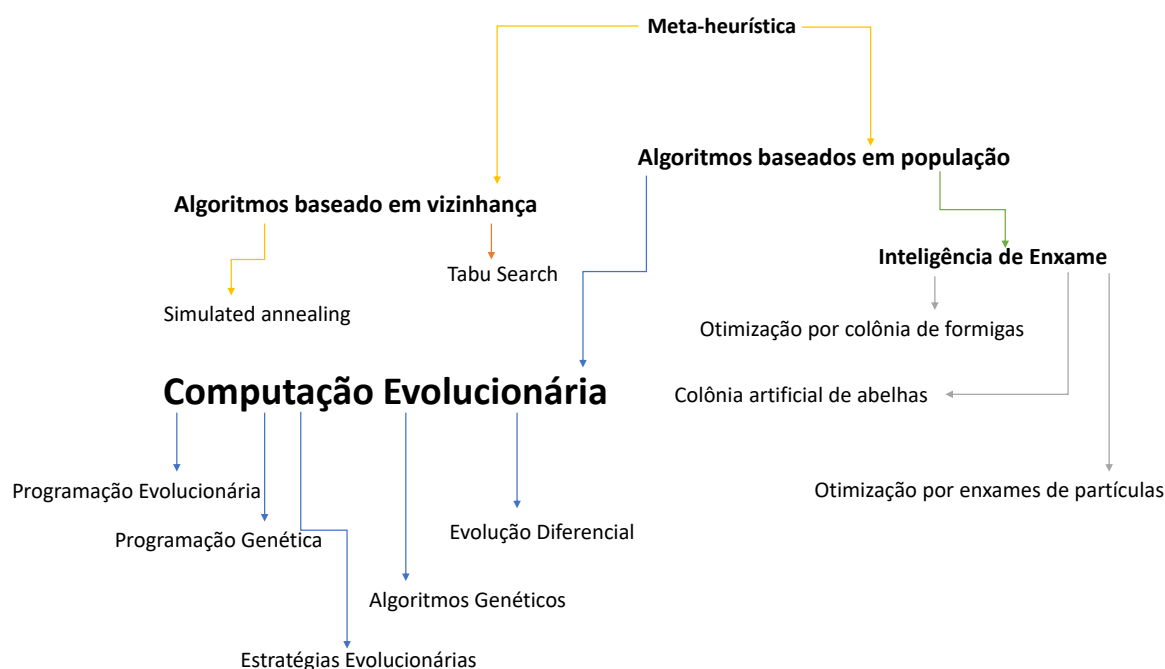 Meta-heurística
Algoritmos baseados em população
Algoritmos baseado em vizinhança
Inteligência de Enxame
Tabu Search
Simulated annealing
Otimização por colônia de formigas
Computação Evolucionária
Colônia artificial de abelhas
Programação Evolucionária
Otimização por enxames de partículas
Programação Genética
Evolução Diferencial
Algoritmos Genéticos
Estratégias Evolucionárias